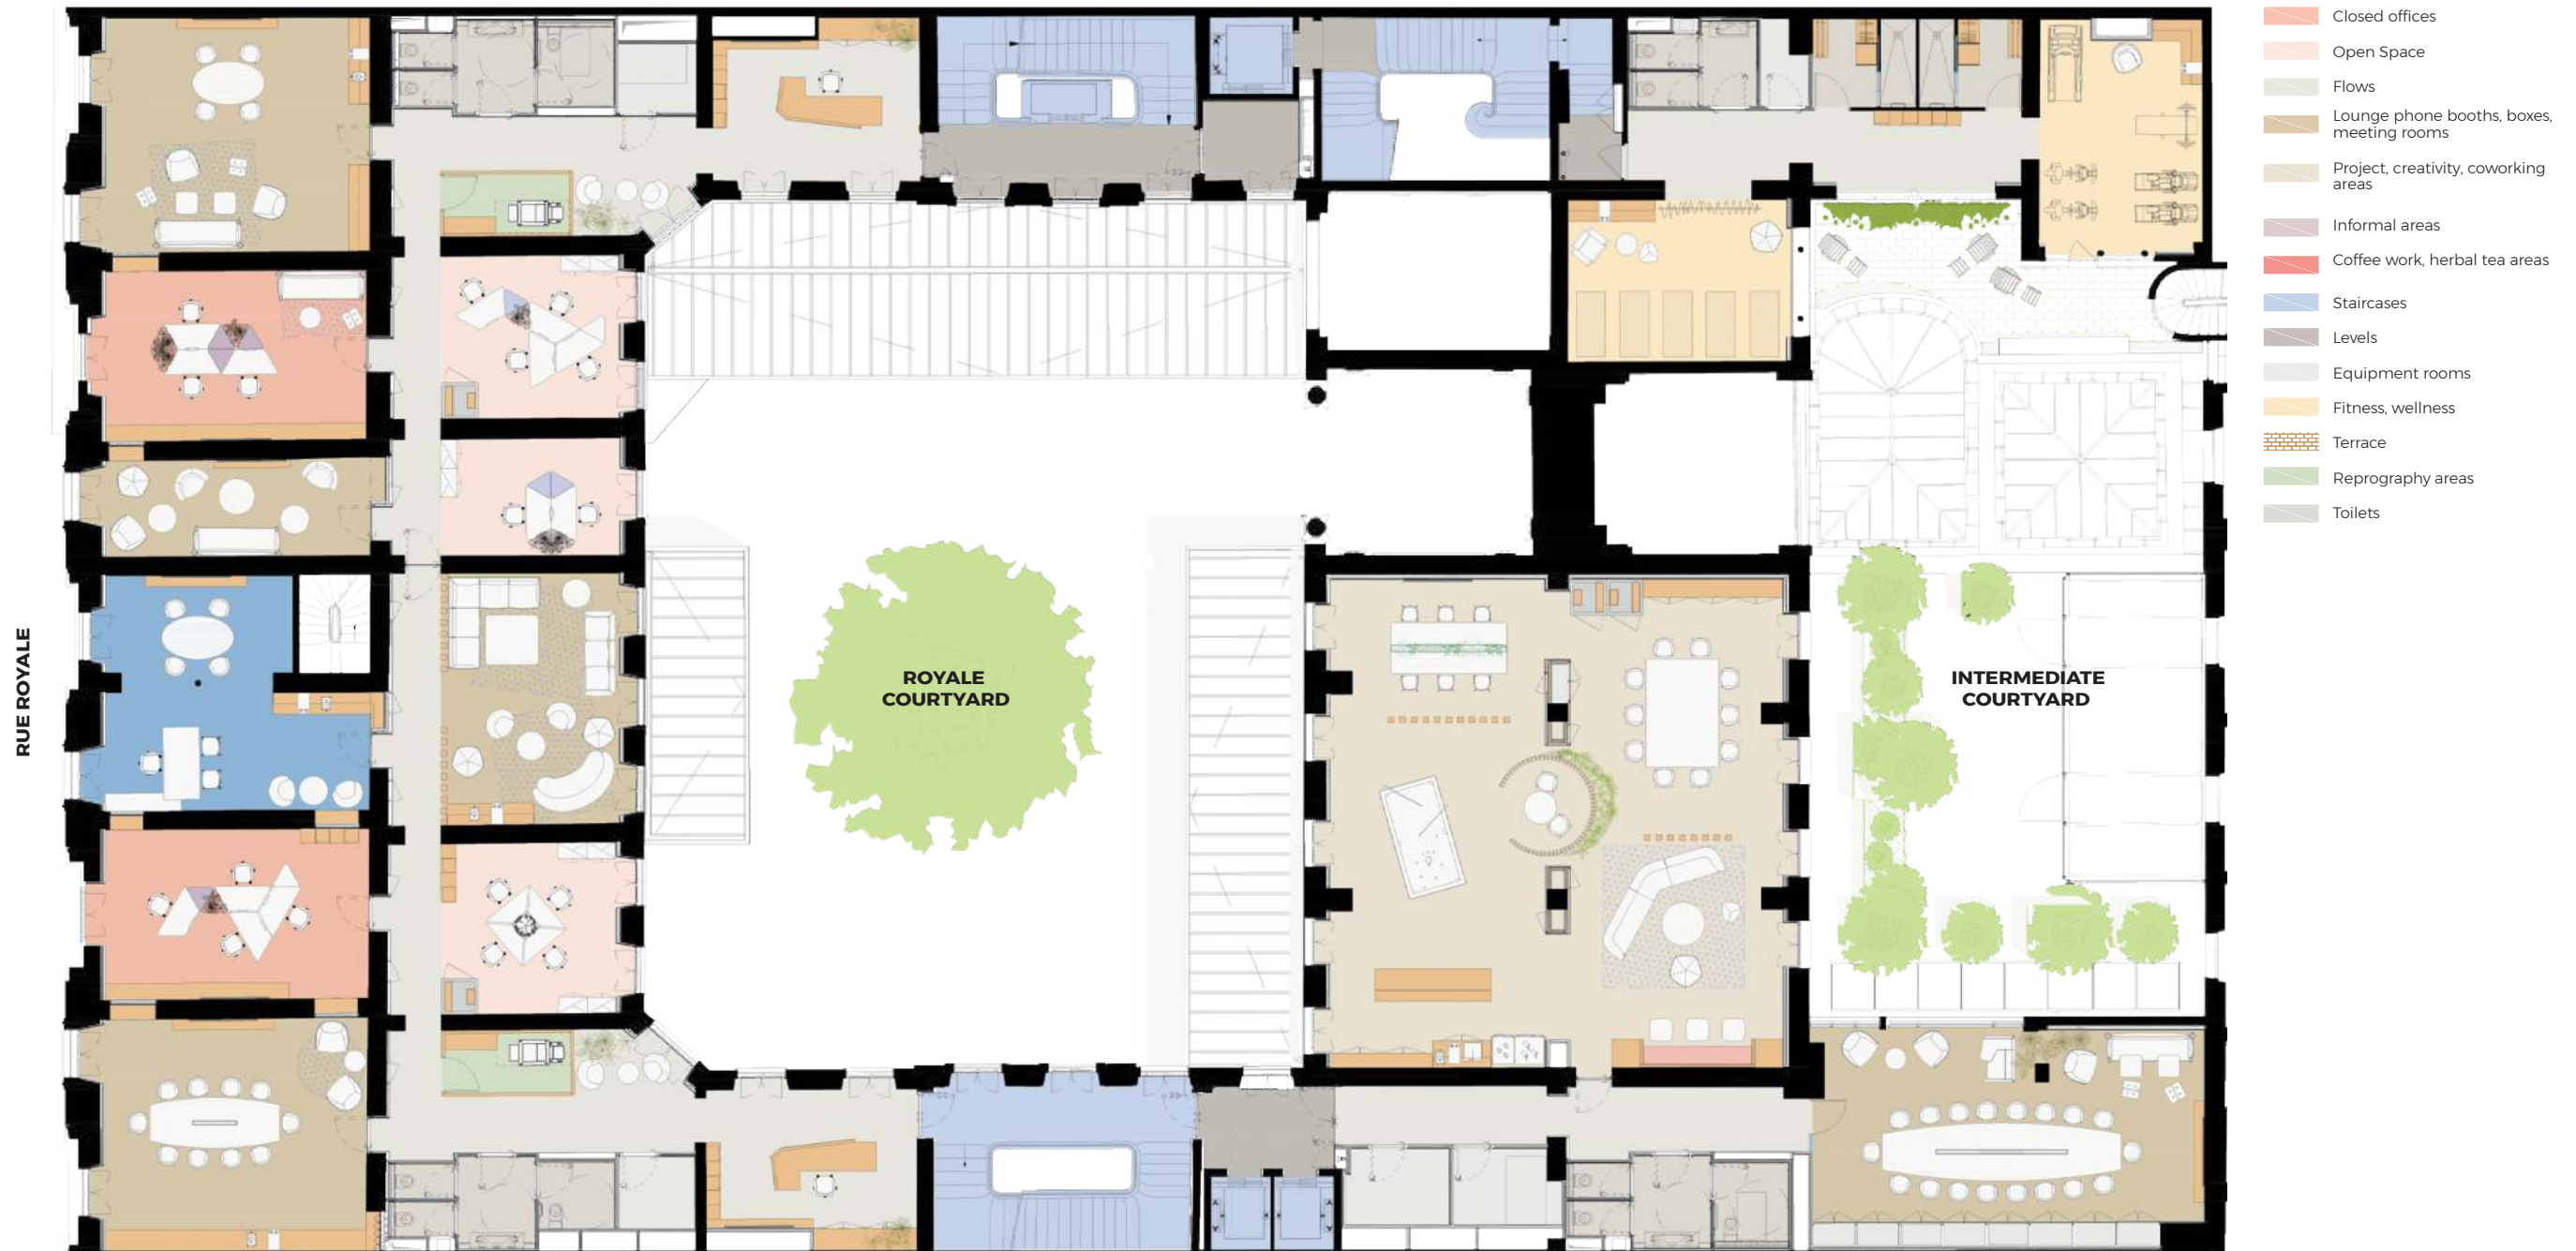 Closed offices
Open Space
Flows
Lounge phone booths, boxes,
meeting rooms
Project, creativity, coworking
areas
Informal areas
Coffee work, herbal tea areas
Staircases
Levels
Equipment rooms
Fitness, wellness
Terrace
Reprography areas
Toilets
RUE ROYALE
ROYALE
COURTYARD
INTERMEDIATE
COURTYARD